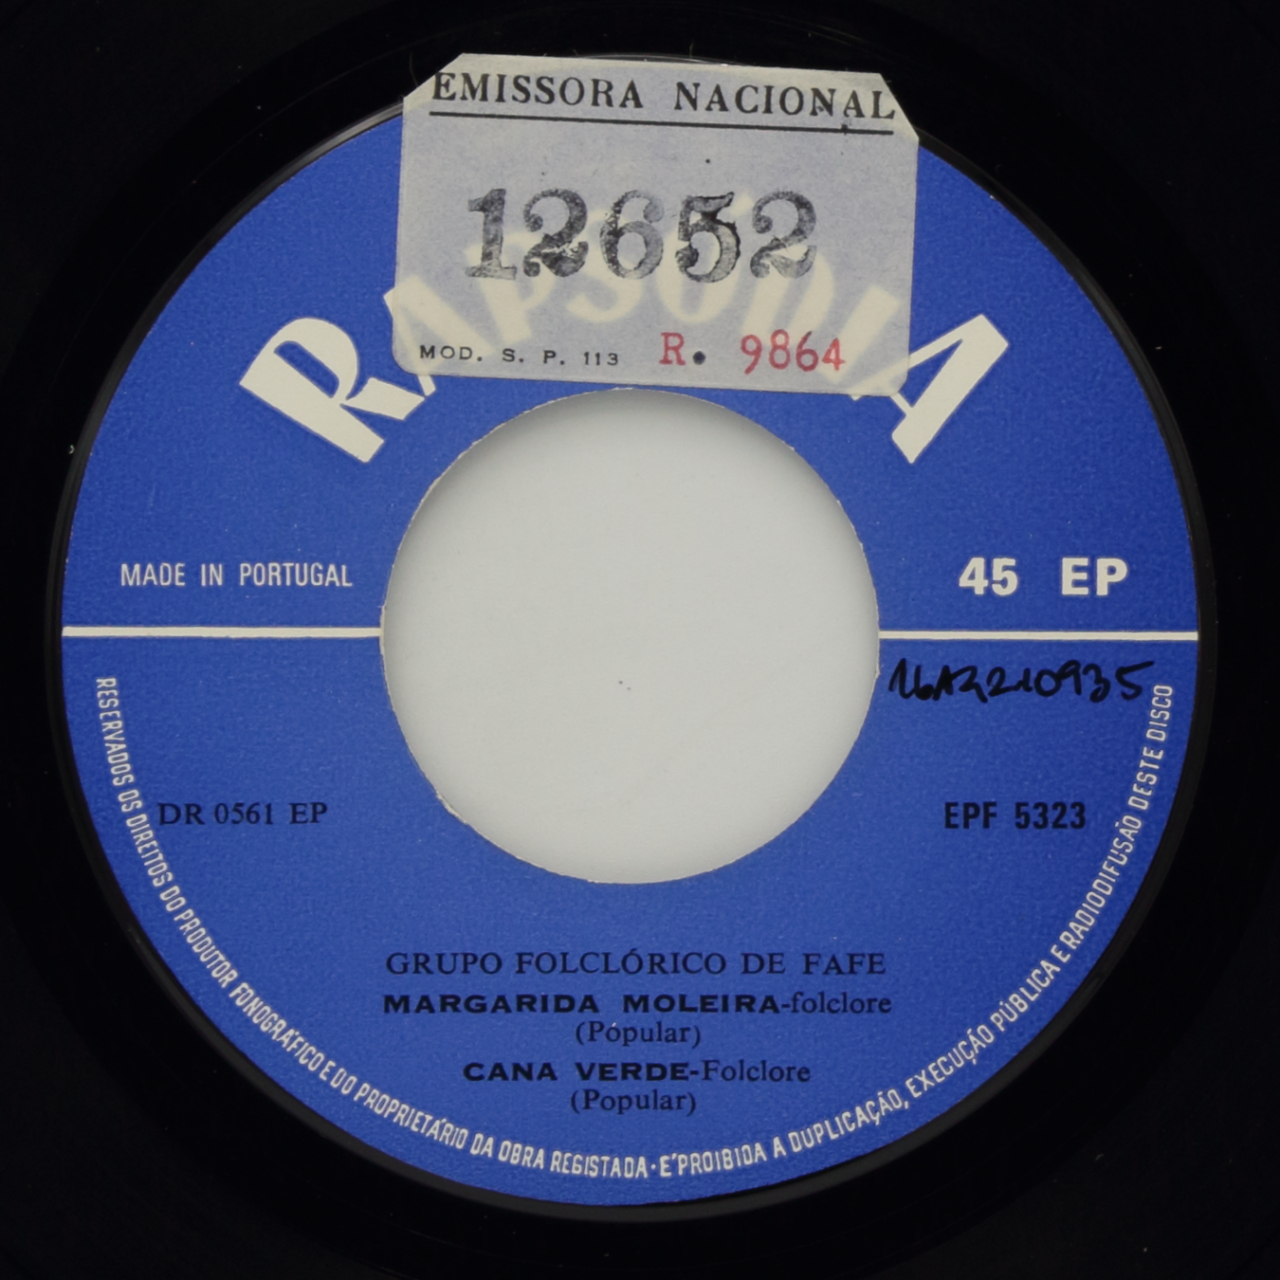 EMISSORA NACIONAL
12652
MOD. S. P. 113 R. 9864
RAPSÓDIA
MADE IN PORTUGAL
45 EP
DR 0561 EP
EPF 5323
GRUPO FOLCLÓRICO DE FAFE
MARGARIDA MOLEIRA-folclore
(Pópular)
CANA VERDE-Folclore
(Popular)
RESERVADOS OS DIREITOS DO PRODUTOR FONOGRÁFICO E DO PROPRIETÁRIO DA OBRA REGISTADA·É PROIBIDA A DUPLICAÇÃO, EXECUÇÃO PÚBLICA E RADIODIFUSÃO DESTE DISCO